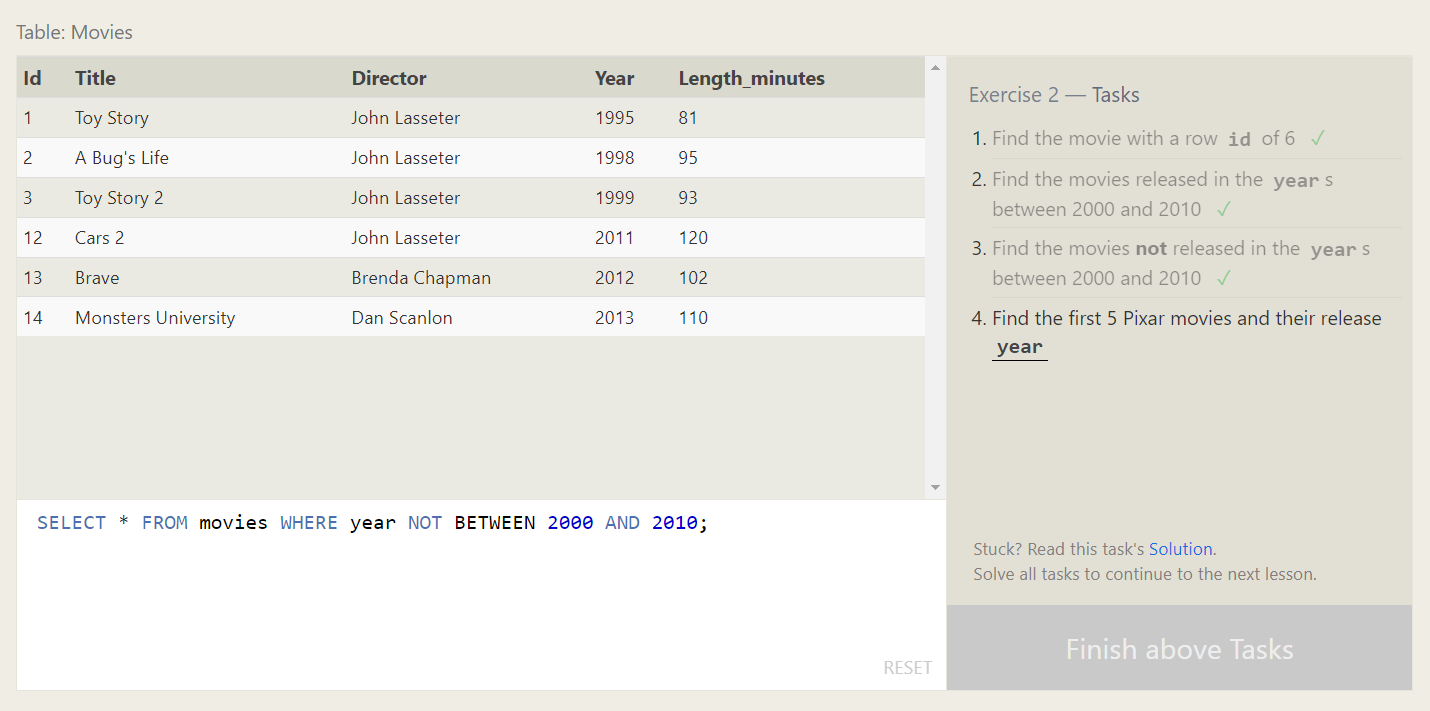 Table: Movies
Id Title Director Year Length_minutes
1 Toy Story John Lasseter 1995 81
2 A Bug's Life John Lasseter 1998 95
3 Toy Story 2 John Lasseter 1999 93
12 Cars 2 John Lasseter 2011 120
13 Brave Brenda Chapman 2012 102
14 Monsters University Dan Scanlon 2013 110
SELECT * FROM movies WHERE year NOT BETWEEN 2000 AND 2010;
RESET
Exercise 2 — Tasks
1. Find the movie with a row id of 6 ✓
2. Find the movies released in the year s
between 2000 and 2010 ✓
3. Find the movies not released in the year s
between 2000 and 2010 ✓
4. Find the first 5 Pixar movies and their release
year
Stuck? Read this task's Solution.
Solve all tasks to continue to the next lesson.
Finish above Tasks